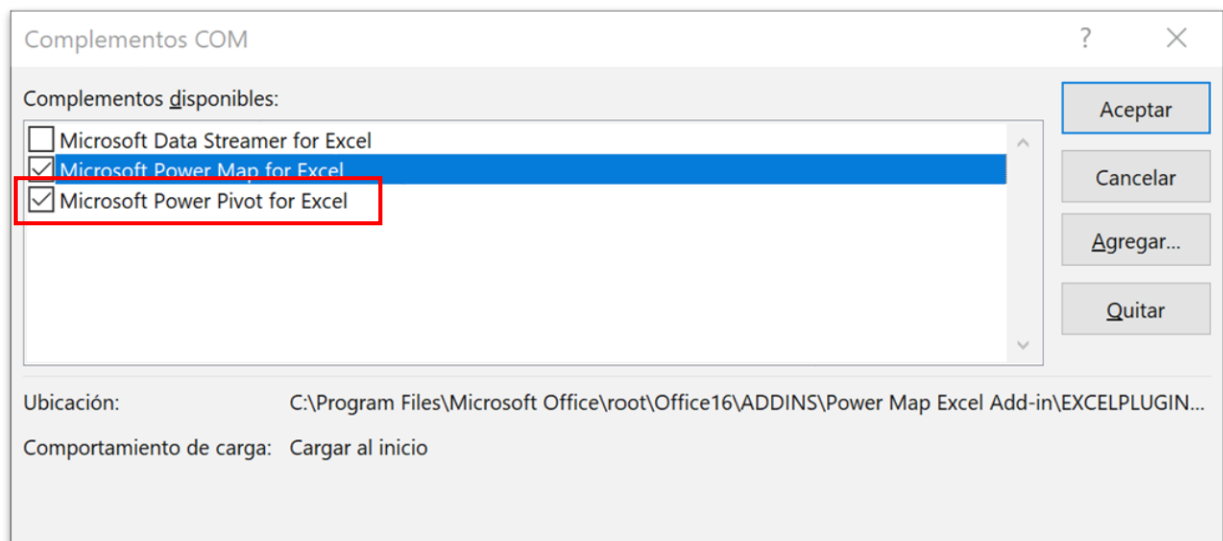 Complementos COM
Complementos disponibles:
Microsoft Data Streamer for Excel
Microsoft Power Map for Excel
Microsoft Power Pivot for Excel
Aceptar
Cancelar
Agregar...
Quitar
Ubicación: C:\Program Files\Microsoft Office\root\Office16\ADDINS\Power Map Excel Add-in\EXCELPLUGIN...
Comportamiento de carga: Cargar al inicio